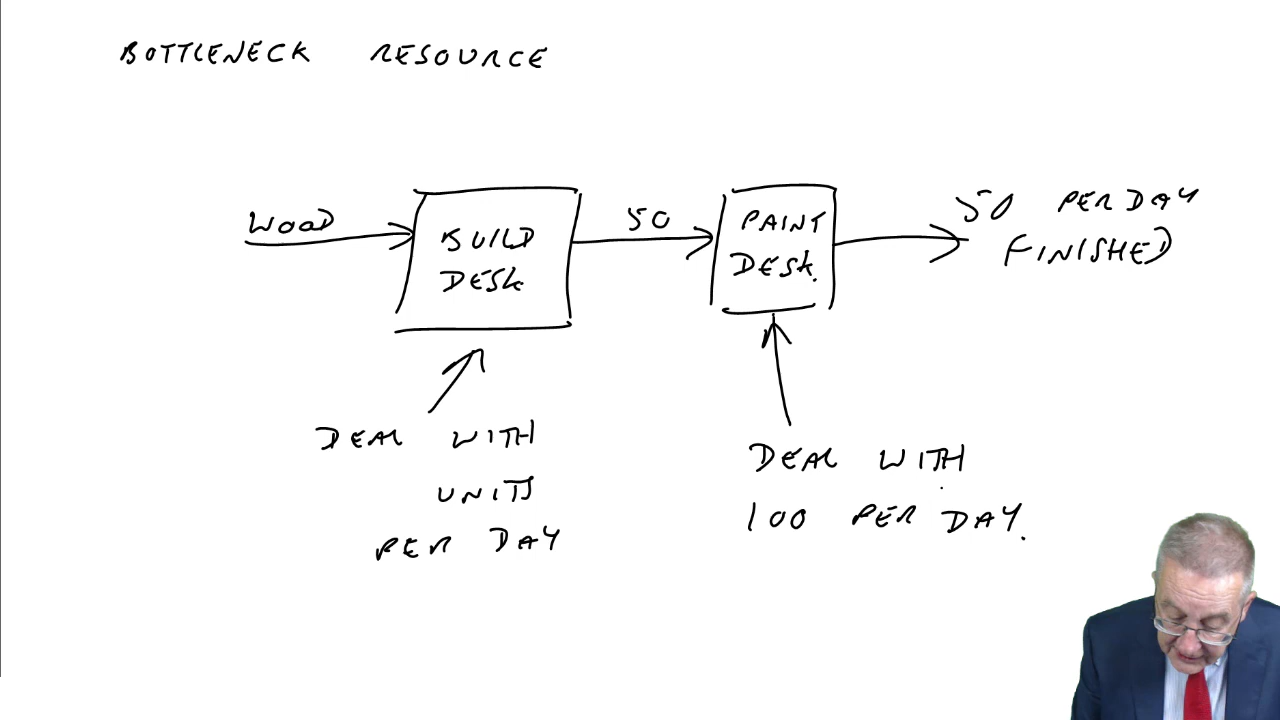 BOTTLENECK RESOURCE
WOOD
BUILD
DESK
50
PAINT
DESK.
50 PER DAY
FINISHED
DEAL WITH
UNITS
PER DAY
DEAL WITH
100 PER DAY.